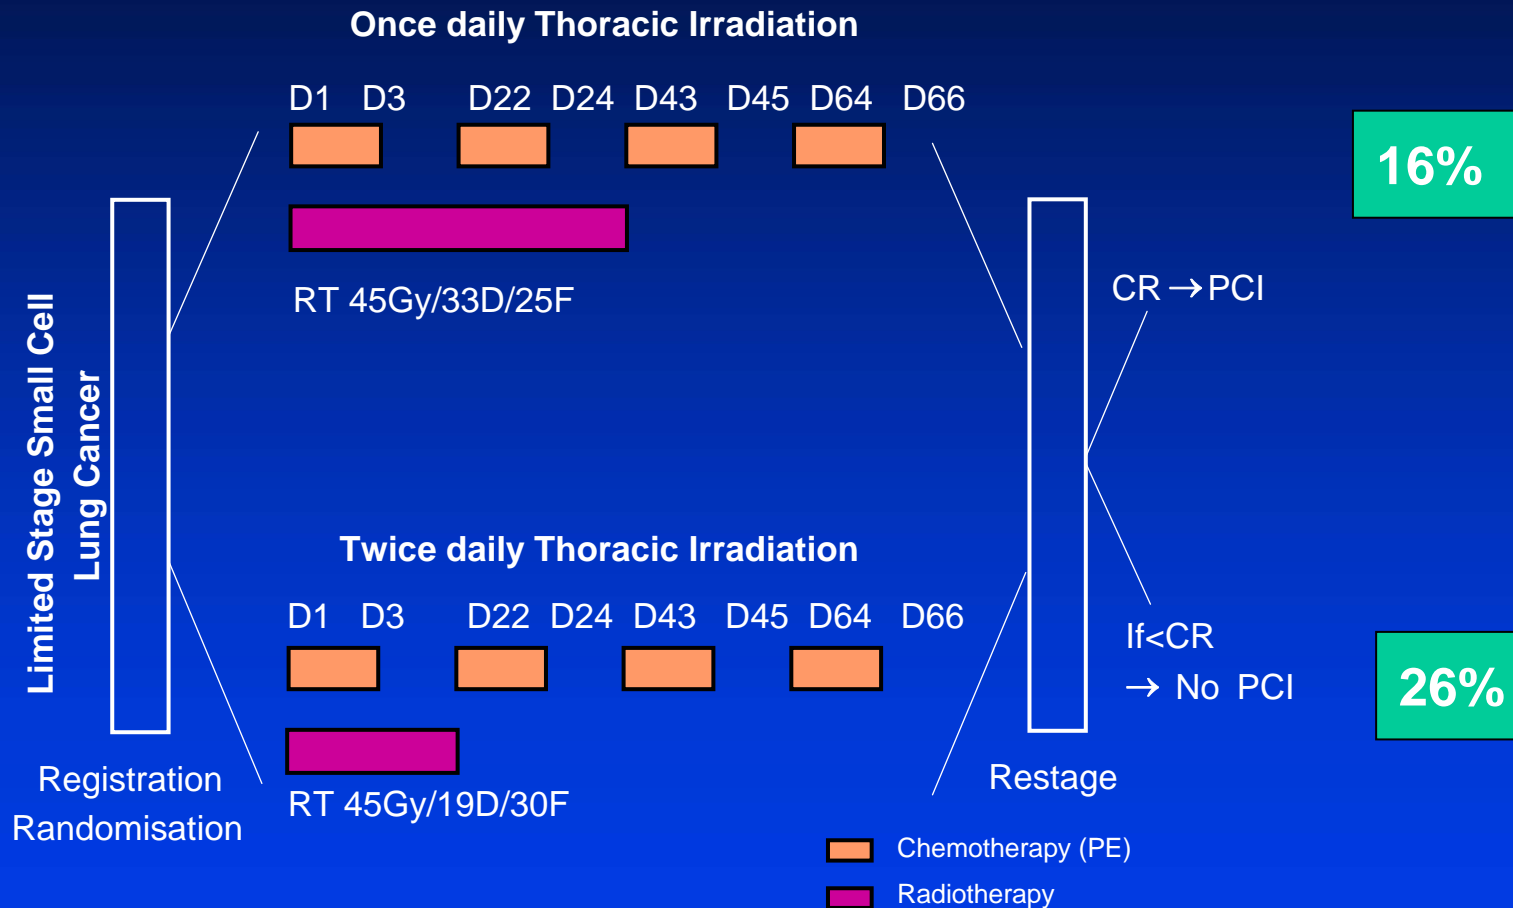 Once daily Thoracic Irradiation
D1 D3 D22 D24 D43 D45 D64 D66
16%
RT 45Gy/33D/25F
CR → PCI
Limited Stage Small Cell
Lung Cancer
Twice daily Thoracic Irradiation
D1 D3 D22 D24 D43 D45 D64 D66
If<CR
→ No PCI
26%
RT 45Gy/19D/30F
Registration
Randomisation
Restage
Chemotherapy (PE)
Radiotherapy